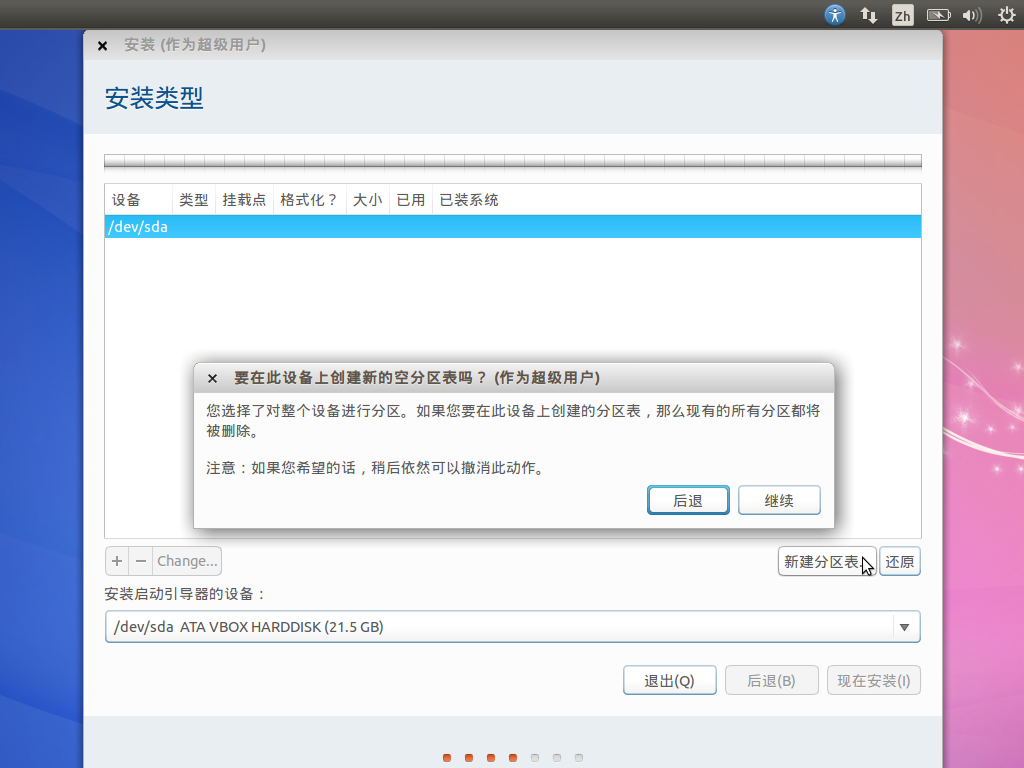 Zh
安装 (作为超级用户)
安装类型
设备 类型 挂载点 格式化？ 大小 已用 已装系统
/dev/sda
要在此设备上创建新的空分区表吗？ (作为超级用户)
您选择了对整个设备进行分区。如果您要在此设备上创建的分区表，那么现有的所有分区都将
被删除。
注意：如果您希望的话，稍后依然可以撤消此动作。
后退 继续
+ − Change... 新建分区表... 还原
安装启动引导器的设备：
/dev/sda ATA VBOX HARDDISK (21.5 GB)
退出(Q) 后退(B) 现在安装(I)